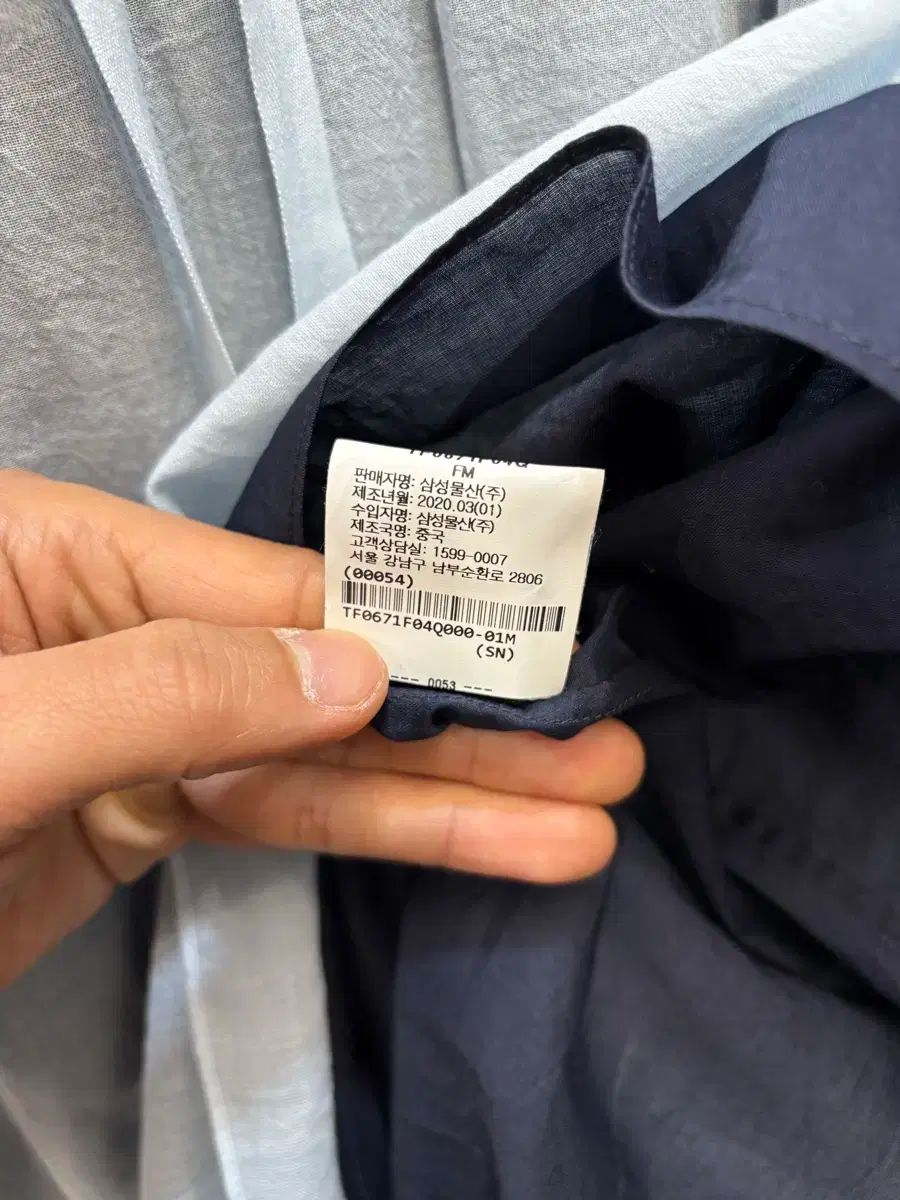 FM
판매자명: 삼성물산(주)
제조년월: 2020.03(01)
수입자명: 삼성물산(주)
제조국명: 중국
고객상담실: 1599-0007
서울 강남구 남부순환로 2806
(00054)
TF0671F04Q000-01M
(SN)
--- 0053 ---